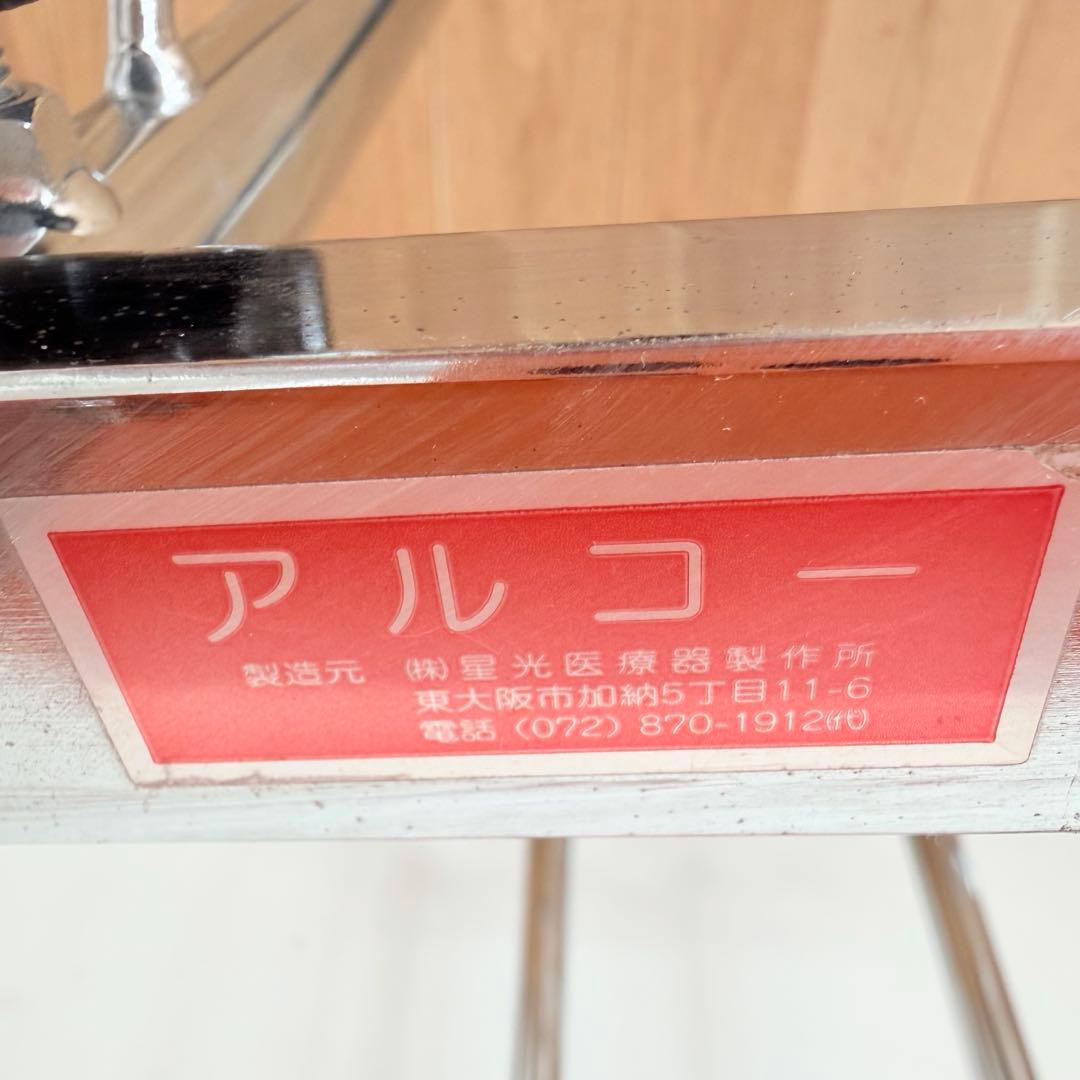 アルコー
製造元 ㈱星光医療器製作所
東大阪市加納5丁目11-6
電話 (072) 870-1912㈹